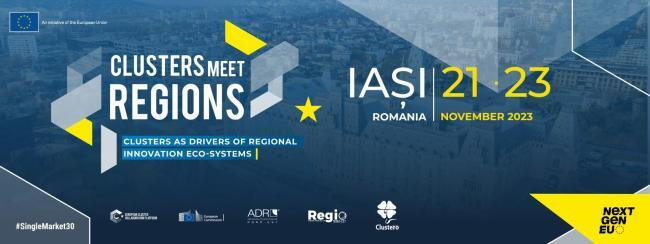 An initiative of the European Union
CLUSTERS MEET
REGIONS
CLUSTERS AS DRIVERS OF REGIONAL
INNOVATION ECO-SYSTEMS
IAȘI
ROMANIA
21 · 23
NOVEMBER 2023
#SingleMarket30
EUROPEAN CLUSTER
COLLABORATION PLATFORM
European
Commission
ADR
NORD-EST
Regio
Clustero
NEXT
GEN
EU